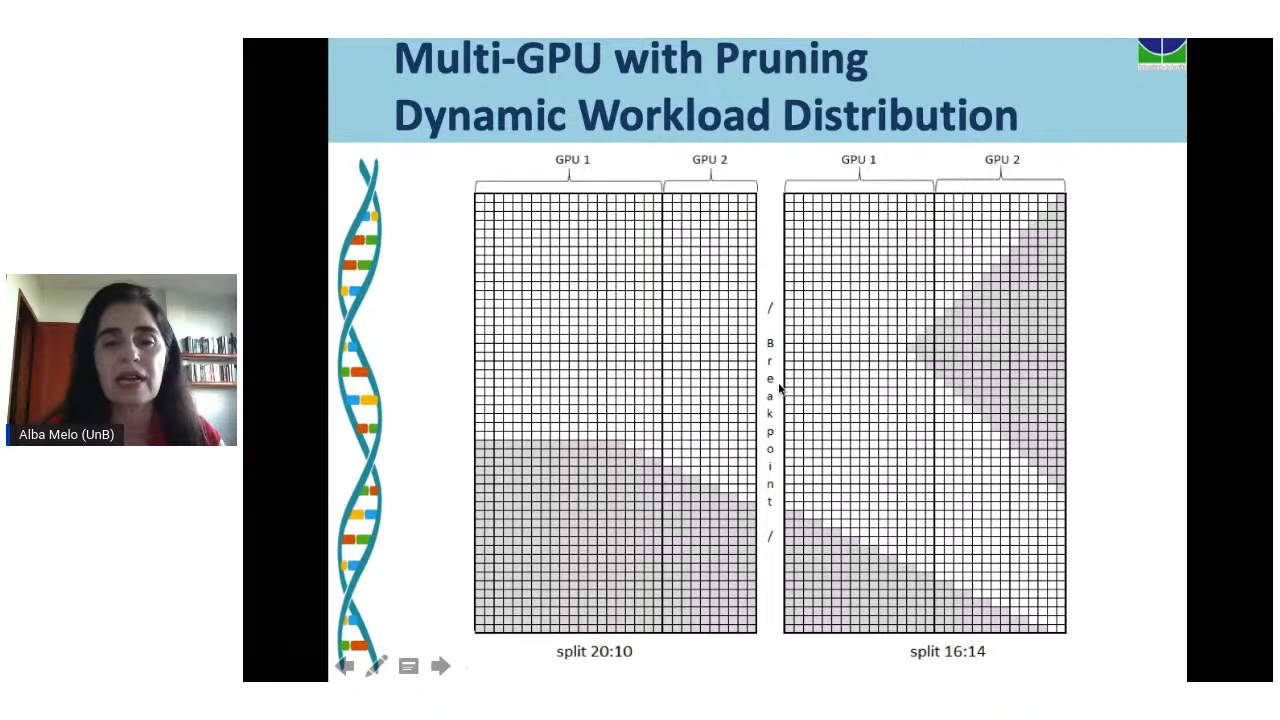 Multi-GPU with Pruning
Dynamic Workload Distribution
GPU 1
GPU 2
GPU 1
GPU 2
/ Breakpoint /
split 20:10
split 16:14
Alba Melo (UnB)